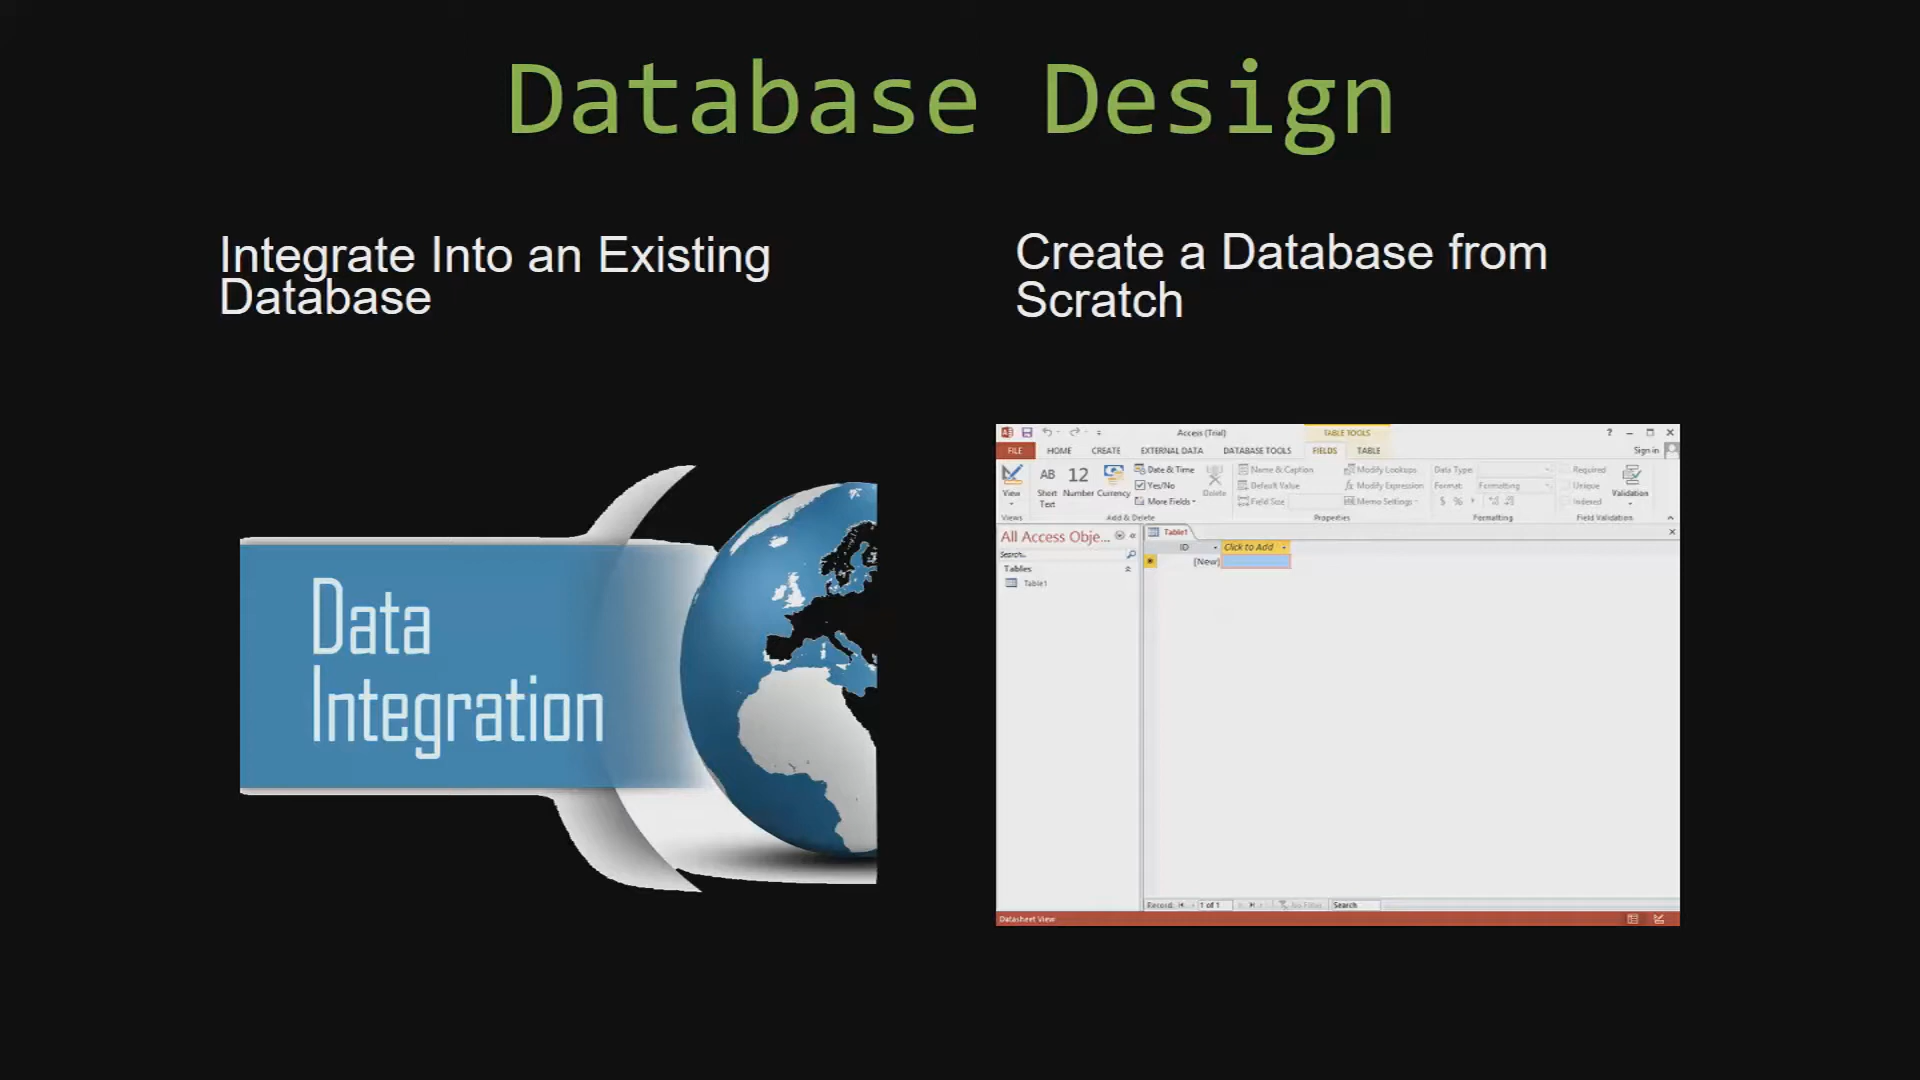 Database Design
Integrate Into an Existing
Database
Create a Database from
Scratch
Data
Integration
Access (Trial)
TABLE TOOLS
?
FILE HOME CREATE EXTERNAL DATA DATABASE TOOLS FIELDS TABLE
Sign in
View
AB
Short
Text
12
Number
Currency
Date & Time
Yes/No
More Fields
Delete
Name & Caption
Default Value
Field Size
Modify Lookups
Modify Expression
Memo Settings
Data Type:
Format: Formatting
$ %
Required
Unique
Indexed
Validation
Views Add & Delete Properties Formatting Field Validation
All Access Obje...
Search...
Tables
Table1
Table1
ID Click to Add
(New)
Record: 1 of 1 No Filter Search
Datasheet View